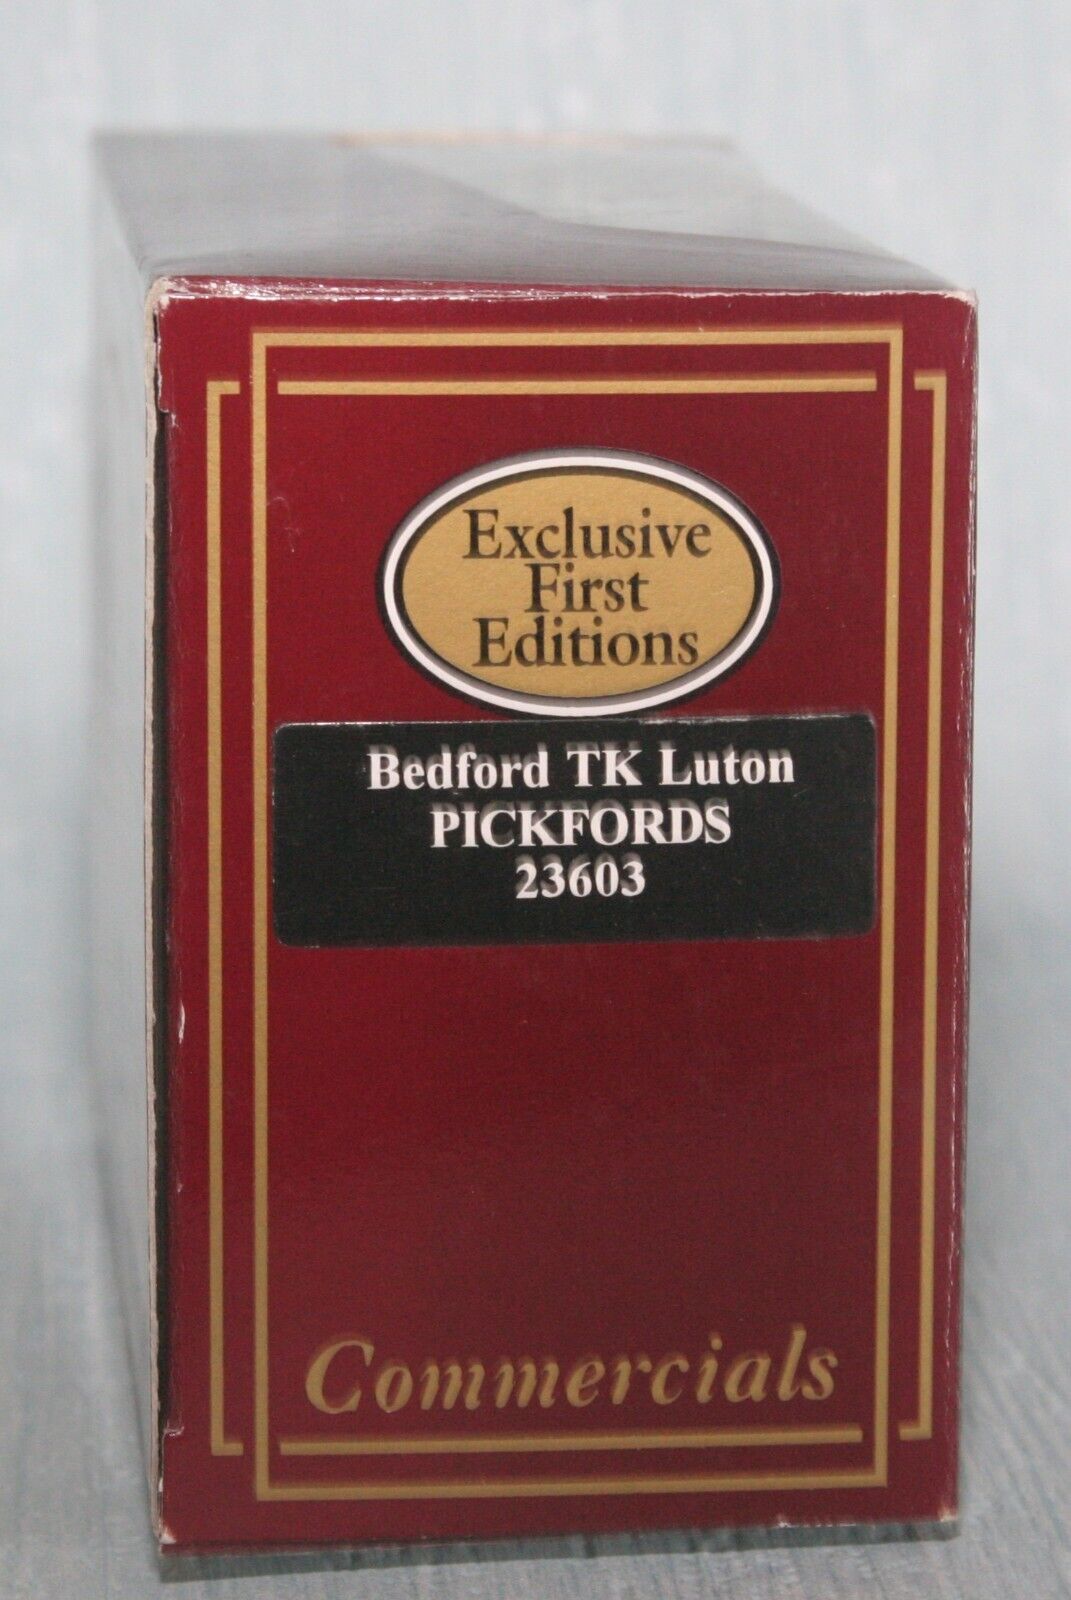 Exclusive
First
Editions
Bedford TK Luton
PICKFORDS
23603
Commercials